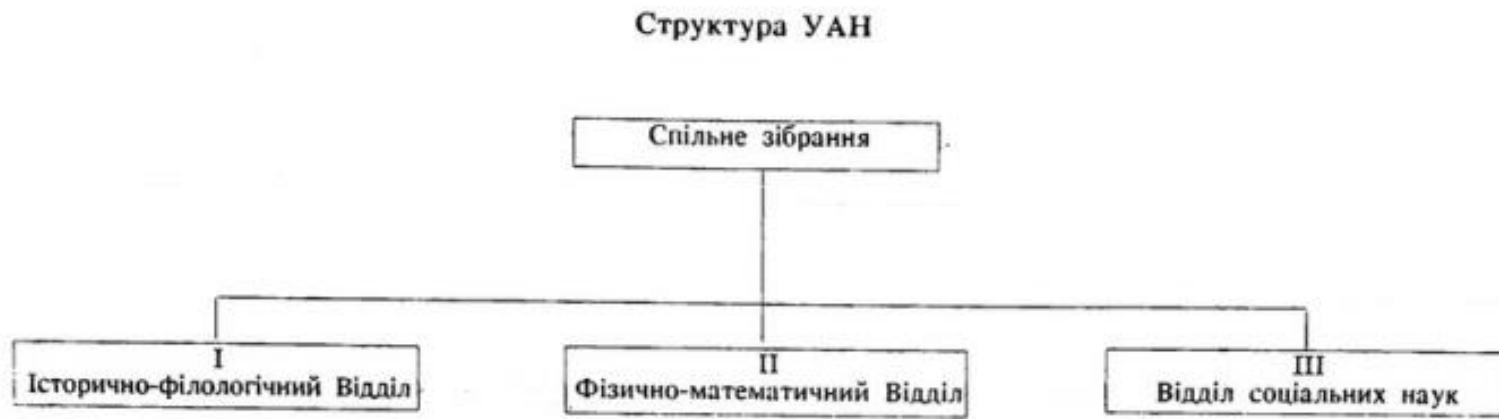 Структура УАН
Спільне зібрання
I
Історично-філологічний Відділ
II
Фізично-математичний Відділ
III
Відділ соціальних наук